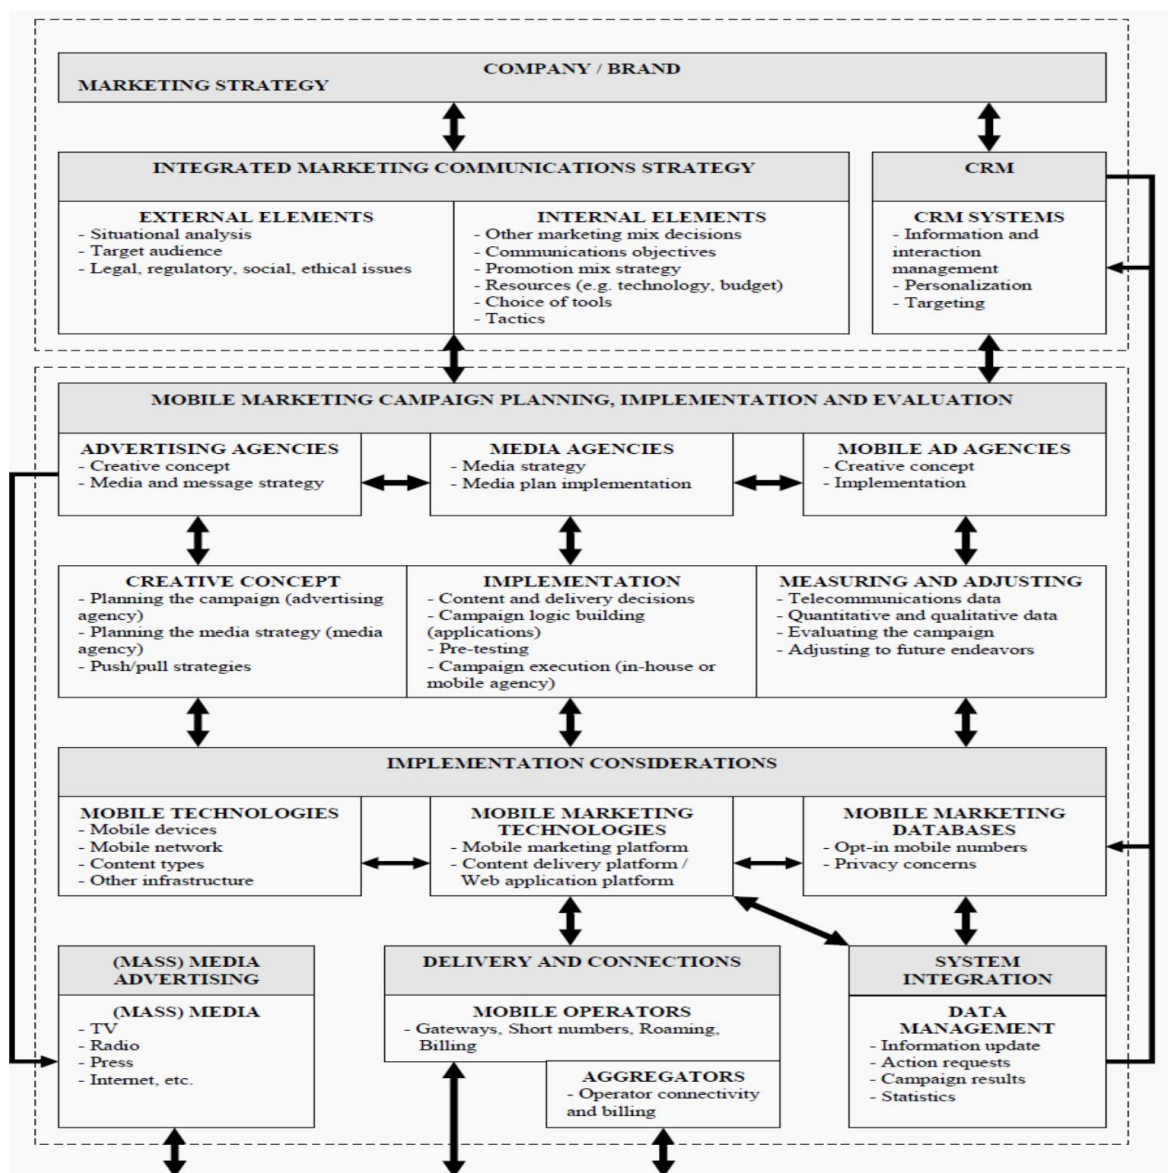 COMPANY / BRAND
MARKETING STRATEGY
INTEGRATED MARKETING COMMUNICATIONS STRATEGY
EXTERNAL ELEMENTS
- Situational analysis
- Target audience
- Legal, regulatory, social, ethical issues
INTERNAL ELEMENTS
- Other marketing mix decisions
- Communications objectives
- Promotion mix strategy
- Resources (e.g. technology, budget)
- Choice of tools
- Tactics
CRM
CRM SYSTEMS
- Information and
interaction
management
- Personalization
- Targeting
MOBILE MARKETING CAMPAIGN PLANNING, IMPLEMENTATION AND EVALUATION
ADVERTISING AGENCIES
- Creative concept
- Media and message strategy
MEDIA AGENCIES
- Media strategy
- Media plan implementation
MOBILE AD AGENCIES
- Creative concept
- Implementation
CREATIVE CONCEPT
- Planning the campaign (advertising
agency)
- Planning the media strategy (media
agency)
- Push/pull strategies
IMPLEMENTATION
- Content and delivery decisions
- Campaign logic building
(applications)
- Pre-testing
- Campaign execution (in-house or
mobile agency)
MEASURING AND ADJUSTING
- Telecommunications data
- Quantitative and qualitative data
- Evaluating the campaign
- Adjusting to future endeavors
IMPLEMENTATION CONSIDERATIONS
MOBILE TECHNOLOGIES
- Mobile devices
- Mobile network
- Content types
- Other infrastructure
MOBILE MARKETING
TECHNOLOGIES
- Mobile marketing platform
- Content delivery platform /
Web application platform
MOBILE MARKETING
DATABASES
- Opt-in mobile numbers
- Privacy concerns
(MASS) MEDIA
ADVERTISING
(MASS) MEDIA
- TV
- Radio
- Press
- Internet, etc.
DELIVERY AND CONNECTIONS
MOBILE OPERATORS
- Gateways, Short numbers, Roaming,
Billing
AGGREGATORS
- Operator connectivity
and billing
SYSTEM
INTEGRATION
DATA
MANAGEMENT
- Information update
- Action requests
- Campaign results
- Statistics